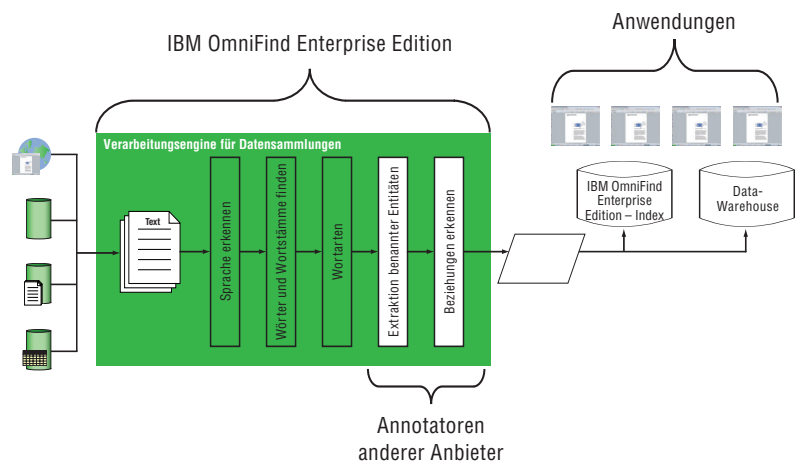 IBM OmniFind Enterprise Edition
Anwendungen
Verarbeitungsengine für Datensammlungen
Text
Sprache erkennen
Wörter und Wortstämme finden
Wortarten
Extraktion benannter Entitäten
Beziehungen erkennen
IBM OmniFind
Enterprise
Edition – Index
Data-
Warehouse
Annotatoren
anderer Anbieter